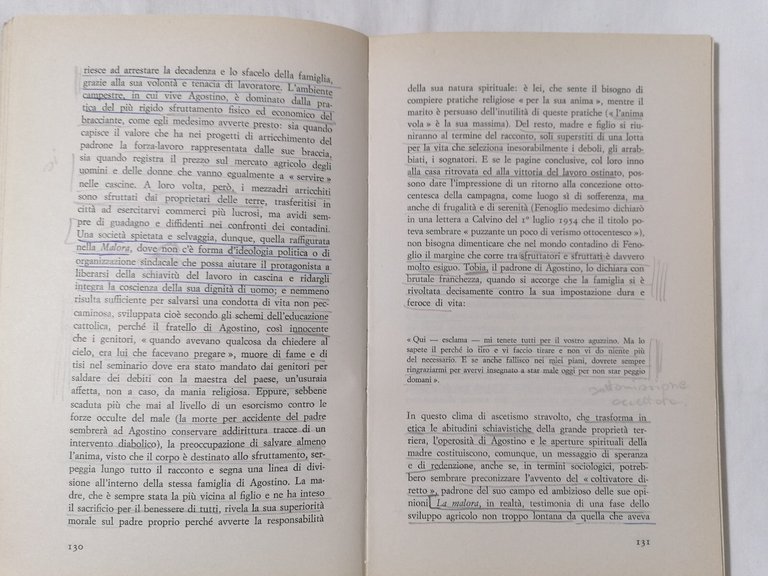 riesce ad arrestare la decadenza e lo sfacelo della famiglia,
grazie alla sua volontà e tenacia di lavoratore. L'ambiente
campestre, in cui vive Agostino, è dominato dalla pra-
tica del più rigido sfruttamento fisico ed economico del
bracciante, come egli medesimo avverte presto: sia quando
capisce il valore che ha nei progetti di arricchimento del
padrone la forza-lavoro rappresentata dalle sue braccia,
sia quando registra il prezzo sul mercato agricolo degli
uomini e delle donne che vanno egualmente a « servire »
nelle cascine. A loro volta, però, i mezzadri arricchiti
sono sfruttati dai proprietari delle terre, trasferitisi in
città ad esercitarvi commerci più lucrosi, ma avidi sem-
pre di guadagno e diffidenti nei confronti dei contadini.
Una società spietata e selvaggia, dunque, quella raffigurata
nella Malora, dove non c'è forma d'ideologia politica o di
organizzazione sindacale che possa aiutare il protagonista a
liberarsi della schiavitù del lavoro in cascina e ridargli
integra la coscienza della sua dignità di uomo; e nemmeno
risulta sufficiente per salvarsi una condotta di vita non pec-
caminosa, sviluppata cioè secondo gli schemi dell'educazione
cattolica, perché il fratello di Agostino, così innocente
che i genitori, « quando avevano qualcosa da chiedere al
cielo, era lui che facevano pregare », muore di fame e di
tisi nel seminario dove era stato mandato dai genitori per
saldare dei debiti con la maestra del paese, un'usuraia
affetta, non a caso, da mania religiosa. Eppure, sebbene
scaduta più che mai al livello di un esorcismo contro le
forze occulte del male (la morte per accidente del padre
sembrerà ad Agostino conservare addirittura tracce di un
intervento diabolico), la preoccupazione di salvare almeno
l'anima, visto che il corpo è destinato allo sfruttamento, ser-
peggia lungo tutto il racconto e segna una linea di divi-
sione all'interno della stessa famiglia di Agostino. La ma-
dre, che è sempre stata la più vicina al figlio e ne ha inteso
il sacrificio per il benessere di tutti, rivela la sua superiorità
morale sul padre proprio perché avverte la responsabilità
130
della sua natura spirituale: è lei, che sente il bisogno di
compiere pratiche religiose « per la sua anima », mentre il
marito è persuaso dell'inutilità di queste pratiche (« l'anima
vola » è la sua massima). Del resto, madre e figlio si riu-
niranno al termine del racconto, soli superstiti di una lotta
per la vita che seleziona inesorabilmente i deboli, gli arrab-
biati, i sognatori. E se le pagine conclusive, col loro inno
alla casa ritrovata ed alla vittoria del lavoro ostinato, pos-
sono dare l'impressione di un ritorno alla concezione otto-
centesca della campagna, come luogo sì di sofferenza, ma
anche di frugalità e di serenità (Fenoglio medesimo dichiarò
in una lettera a Calvino del 1º luglio 1954 che il titolo po-
teva sembrare « puzzante un poco di verismo ottocentesco »),
non bisogna dimenticare che nel mondo contadino di Feno-
glio il margine che corre tra sfruttatori e sfruttati è davvero
molto esiguo. Tobia, il padrone di Agostino, lo dichiara con
brutale franchezza, quando si accorge che la famiglia si è
rivoltata decisamente contro la sua impostazione dura e
feroce di vita:
« Qui — esclama — mi tenete tutti per il vostro aguzzino. Ma lo
sapete il perché io tiro e vi faccio tirare e non vi do niente più
del necessario. E se anche fallisco nei miei piani, dovrete sempre
ringraziarmi per avervi insegnato a star male oggi per non star peggio
domani ».
sottomissione
accettata
In questo clima di ascetismo stravolto, che trasforma in
etica le abitudini schiavistiche della grande proprietà ter-
riera, l'operosità di Agostino e le aperture spirituali della
madre costituiscono, comunque, un messaggio di speranza
e di redenzione, anche se, in termini sociologici, potreb-
bero sembrare preconizzare l'avvento del « coltivatore di-
retto », padrone del suo campo ed ambizioso delle sue opi-
nioni. La malora, in realtà, testimonia di una fase dello
sviluppo agricolo non troppo lontana da quella che aveva
131